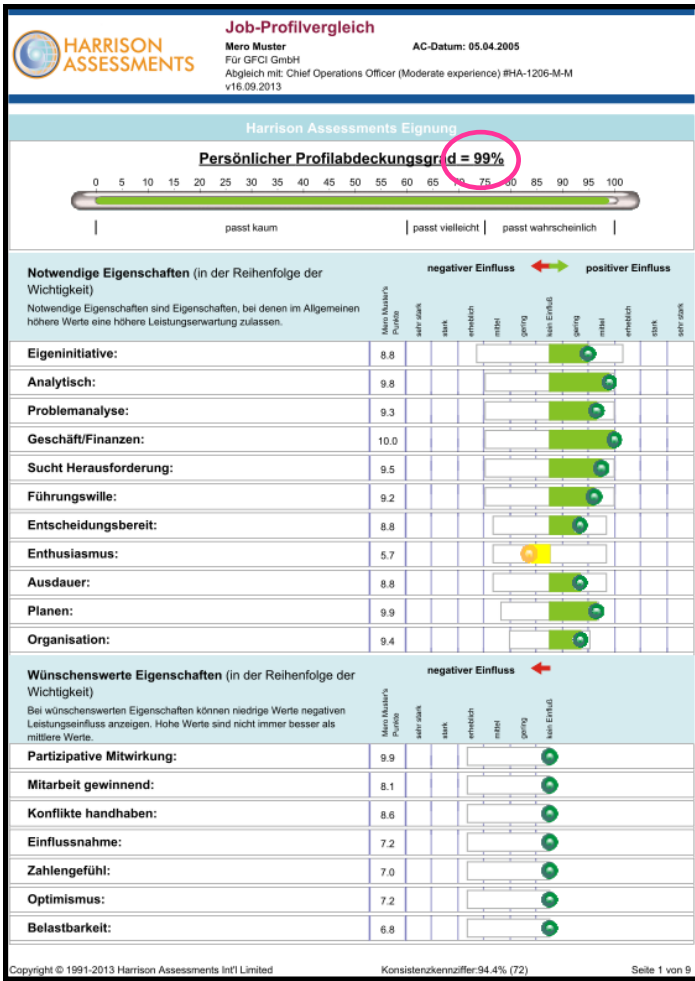 HARRISON
ASSESSMENTS
Job-Profilvergleich
Mero Muster AC-Datum: 05.04.2005
Für GFCI GmbH
Abgleich mit: Chief Operations Officer (Moderate experience) #HA-1206-M-M
v16.09.2013
Harrison Assessments Eignung
Persönlicher Profilabdeckungsgrad = 99%
0 5 10 15 20 25 30 35 40 45 50 55 60 65 70 75 80 85 90 95 100
passt kaum passt vielleicht passt wahrscheinlich
Notwendige Eigenschaften (in der Reihenfolge der
Wichtigkeit)
Notwendige Eigenschaften sind Eigenschaften, bei denen im Allgemeinen
höhere Werte eine höhere Leistungserwartung zulassen.
negativer Einfluss positiver Einfluss
Mero Muster's
Punkte
sehr stark
stark
erheblich
mittel
gering
kein Einfluß
gering
mittel
erheblich
stark
sehr stark
Eigeninitiative: 8.8
Analytisch: 9.8
Problemanalyse: 9.3
Geschäft/Finanzen: 10.0
Sucht Herausforderung: 9.5
Führungswille: 9.2
Entscheidungsbereit: 8.8
Enthusiasmus: 5.7
Ausdauer: 8.8
Planen: 9.9
Organisation: 9.4
Wünschenswerte Eigenschaften (in der Reihenfolge der
Wichtigkeit)
Bei wünschenswerten Eigenschaften können niedrige Werte negativen
Leistungseinfluss anzeigen. Hohe Werte sind nicht immer besser als
mittlere Werte.
negativer Einfluss
Mero Muster's
Punkte
sehr stark
stark
erheblich
mittel
gering
kein Einfluß
Partizipative Mitwirkung: 9.9
Mitarbeit gewinnend: 8.1
Konflikte handhaben: 8.6
Einflussnahme: 7.2
Zahlengefühl: 7.0
Optimismus: 7.2
Belastbarkeit: 6.8
Copyright © 1991-2013 Harrison Assessments Int'l Limited Konsistenzkennziffer:94.4% (72) Seite 1 von 9